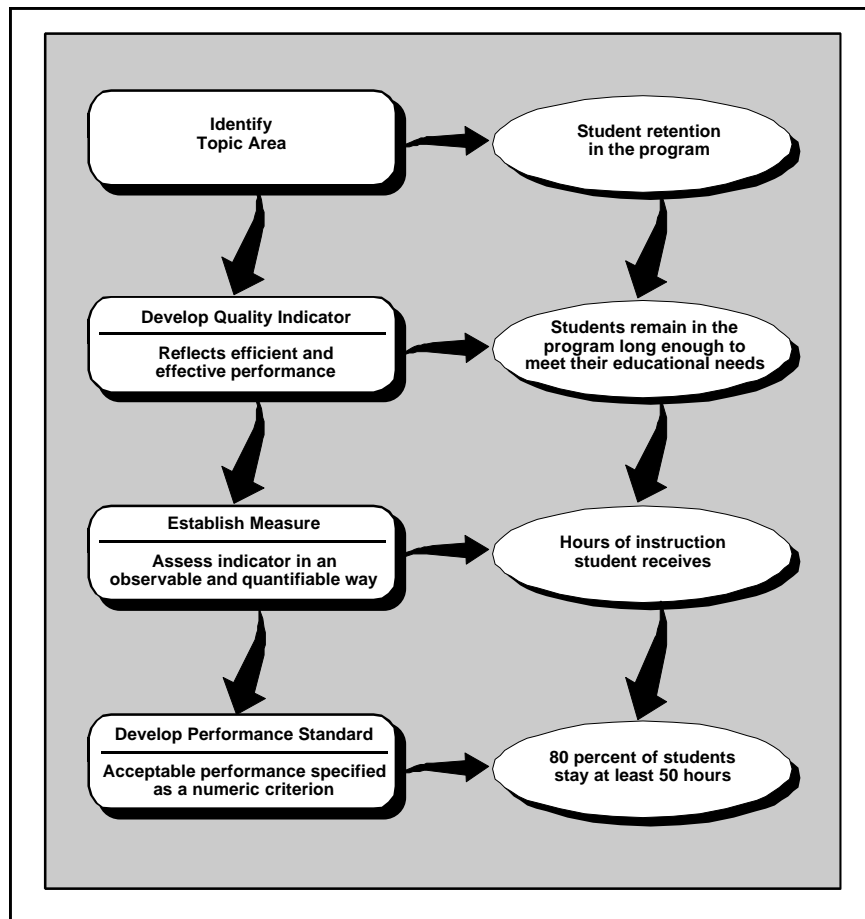 Identify
Topic Area
Student retention
in the program
Develop Quality Indicator
Reflects efficient and
effective performance
Students remain in the
program long enough to
meet their educational needs
Establish Measure
Assess indicator in an
observable and quantifiable way
Hours of instruction
student receives
Develop Performance Standard
Acceptable performance specified
as a numeric criterion
80 percent of students
stay at least 50 hours